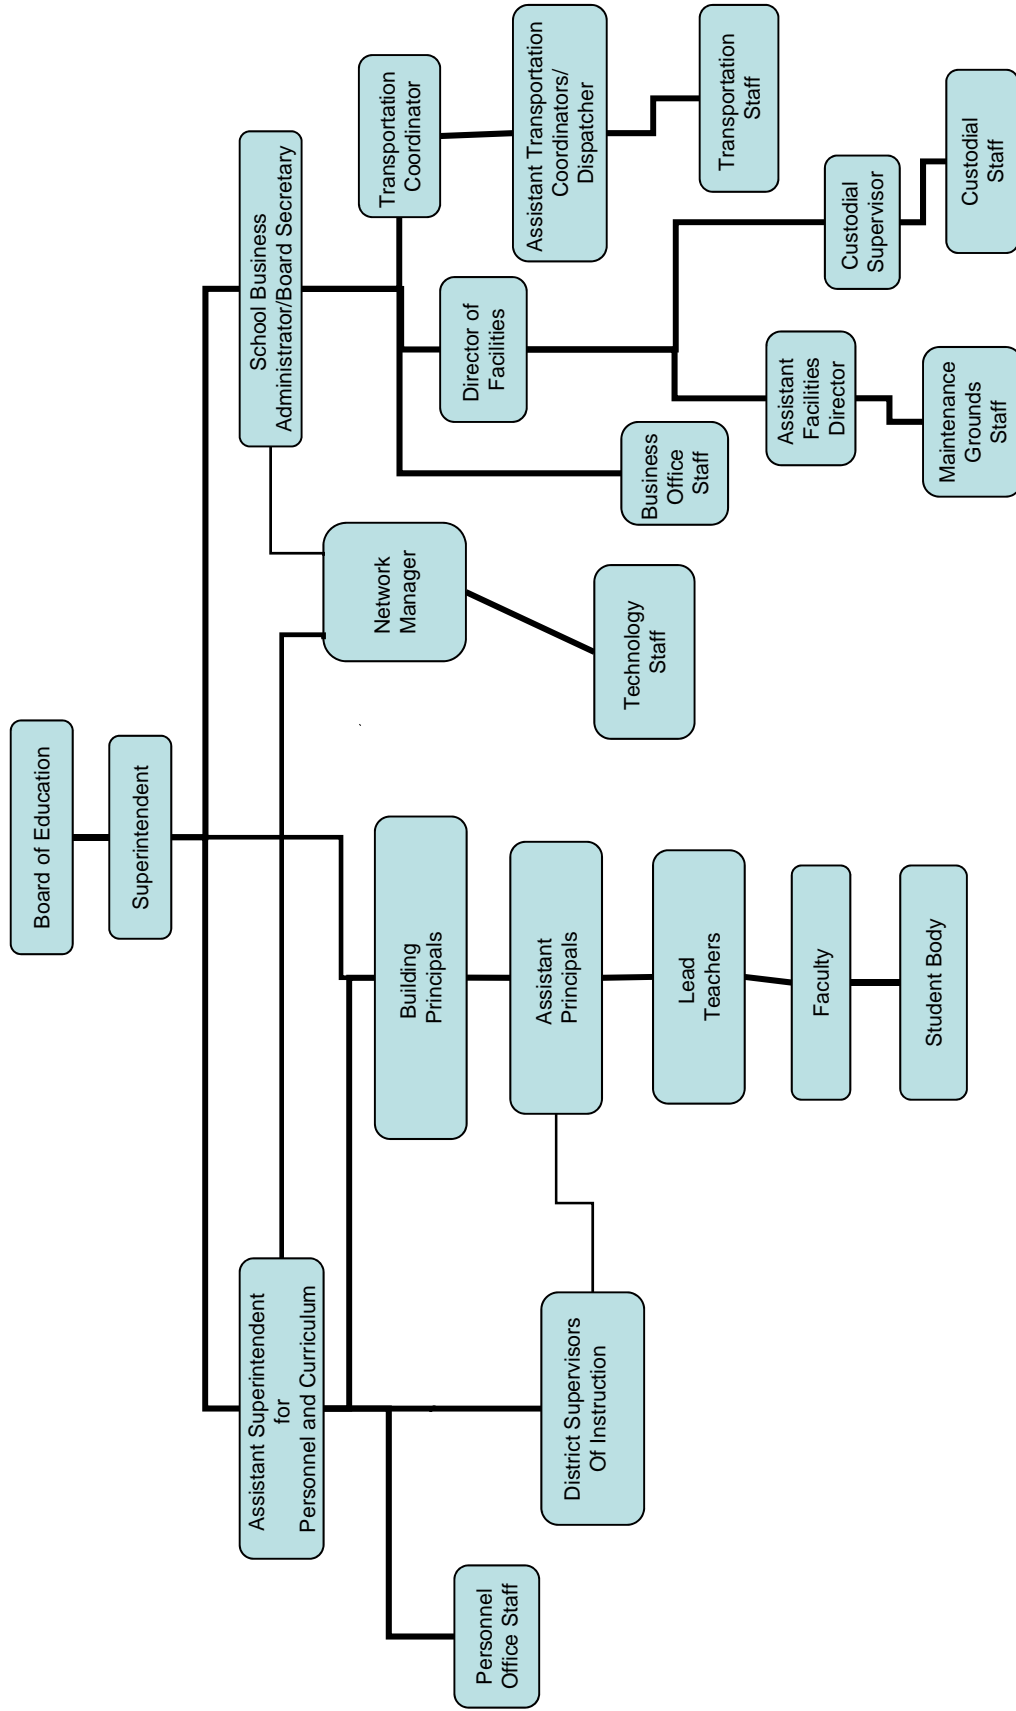 Board of Education
Superintendent
Assistant Superintendent
for
Personnel and Curriculum
School Business
Administrator/Board Secretary
Personnel
Office Staff
District Supervisors
Of Instruction
Building
Principals
Assistant
Principals
Lead
Teachers
Faculty
Student Body
Network
Manager
Technology
Staff
Business
Office
Staff
Director of
Facilities
Assistant
Facilities
Director
Maintenance
Grounds
Staff
Custodial
Supervisor
Custodial
Staff
Transportation
Coordinator
Assistant Transportation
Coordinators/
Dispatcher
Transportation
Staff